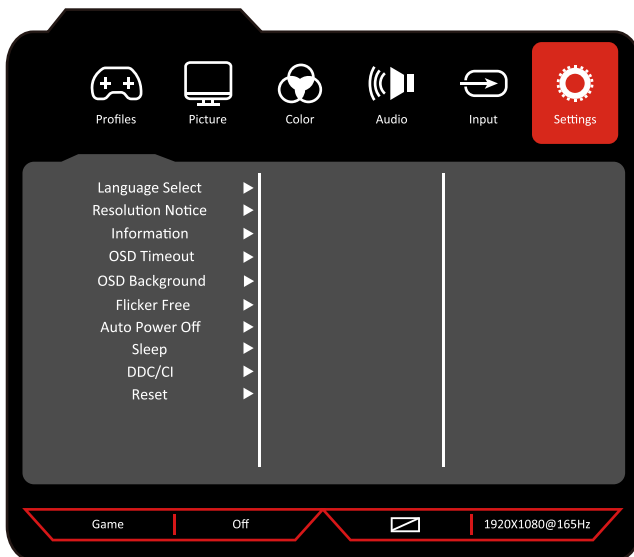 Profiles Picture Color Audio Input Settings
Language Select
Resolution Notice
Information
OSD Timeout
OSD Background
Flicker Free
Auto Power Off
Sleep
DDC/CI
Reset
Game Off 1920X1080@165Hz